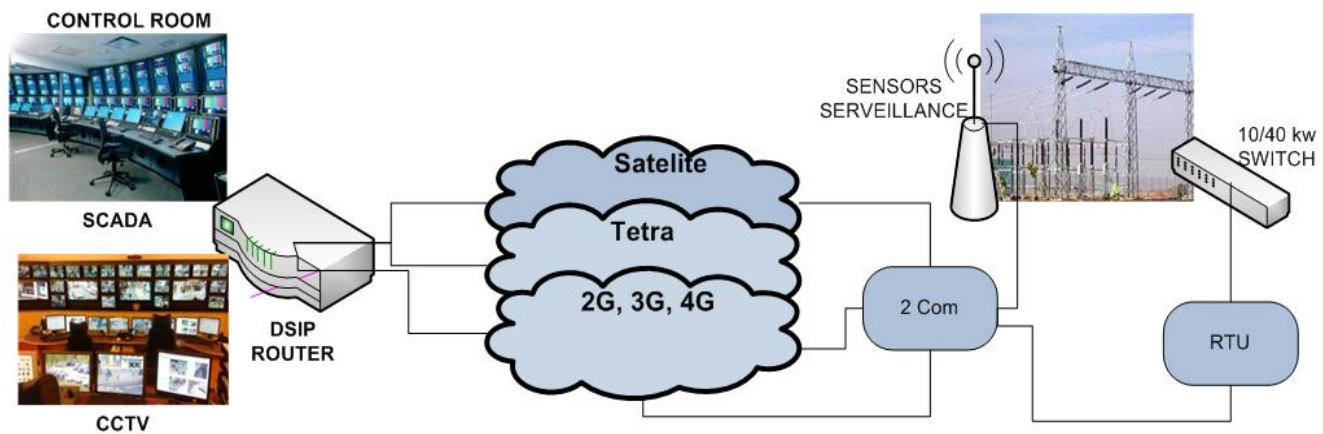 CONTROL ROOM
SCADA
CCTV
DSIP
ROUTER
Satelite
Tetra
2G, 3G, 4G
SENSORS
SERVEILLANCE
2 Com
10/40 kw
SWITCH
RTU